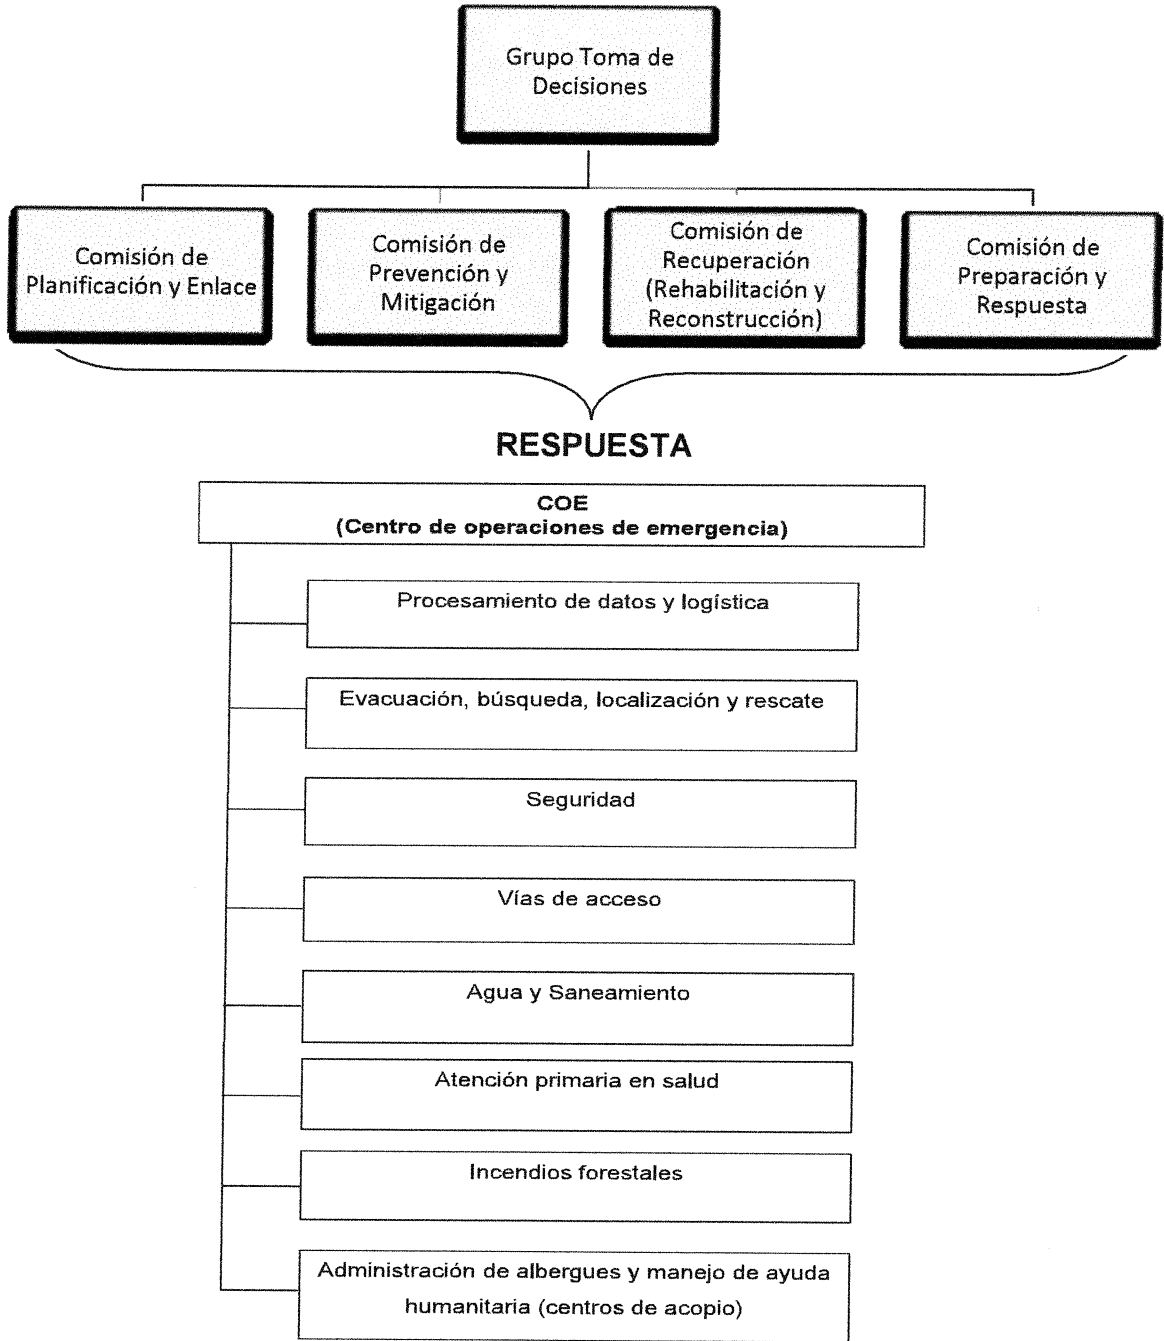 Grupo Toma de
Decisiones
Comisión de
Planificación y Enlace
Comisión de
Prevención y
Mitigación
Comisión de
Recuperación
(Rehabilitación y
Reconstrucción)
Comisión de
Preparación y
Respuesta
RESPUESTA
COE
(Centro de operaciones de emergencia)
Procesamiento de datos y logística
Evacuación, búsqueda, localización y rescate
Seguridad
Vías de acceso
Agua y Saneamiento
Atención primaria en salud
Incendios forestales
Administración de albergues y manejo de ayuda
humanitaria (centros de acopio)